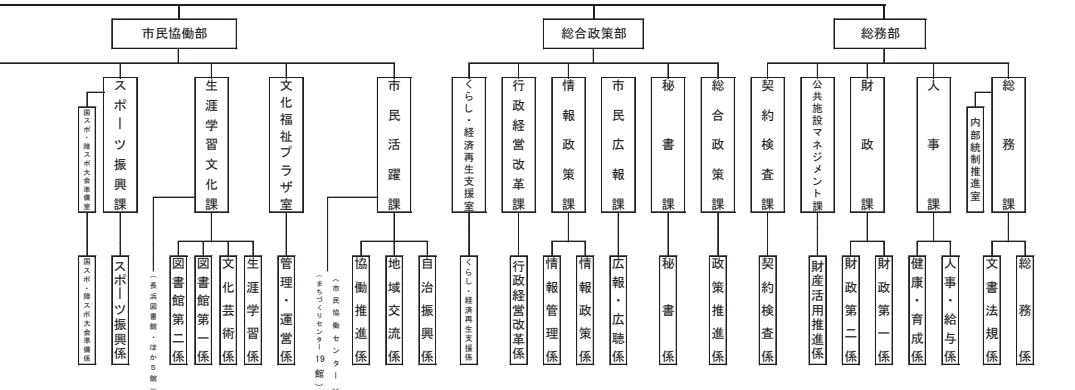 市民協働部
総合政策部
総務部
総務課
内部統制推進室
人事課
財政課
公共施設マネジメント課
契約検査課
総合政策課
秘書課
市民広報課
情報政策課
行政経営改革課
くらし・経済再生支援室
市民活躍課
文化福祉プラザ室
生涯学習文化課
スポーツ振興課
国スポ・障スポ大会準備室
総務係
文書法規係
人事・給与係
健康・育成係
財政第一係
財政第二係
財産活用推進係
契約検査係
政策推進係
秘書係
広報・広聴係
情報政策係
情報管理係
行政経営改革係
くらし・経済再生支援係
自治振興係
地域交流係
協働推進係
（市民協働センター）
（まちづくりセンター19館）
管理・運営係
生涯学習係
文化芸術係
図書館第一係
図書館第二係
（長浜図書館・ほか5館）
スポーツ振興係
国スポ・障スポ大会準備係